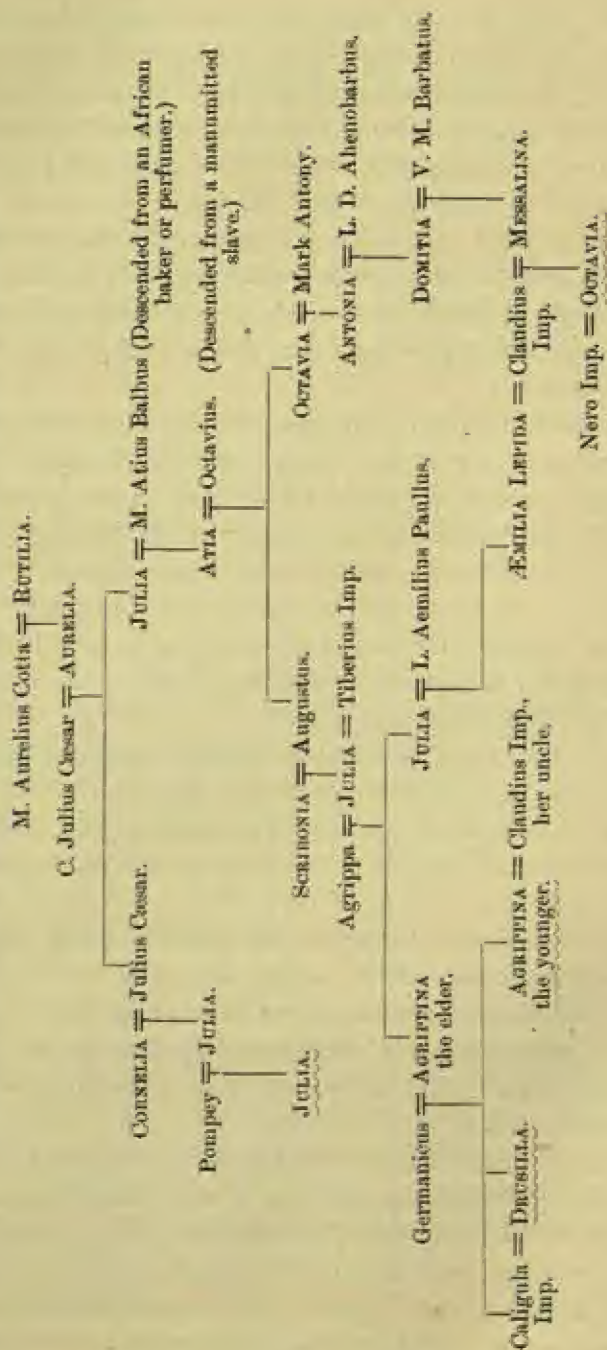 M. Aurelius Cotta = RUTILIA.
C. Julius Cæsar = AURELIA.
CORNELIA = Julius Cæsar.
JULIA = M. Atius Balbus (Descended from an African
baker or perfumer.)
Pompey = JULIA.
ATIA = Octavius. (Descended from a manumitted
slave.)
JULIA.
SCRIBONIA = Augustus.
OCTAVIA = Mark Antony.
Agrippa = JULIA = Tiberius Imp.
ANTONIA = L. D. Ahenobarbus.
Germanicus = AGRIPPINA
the elder.
JULIA = L. Aemilius Paullus.
DOMITIA = V. M. Barbatus.
Caligula = DRUSILLA.
Imp.
AGRIPPINA = Claudius Imp.,
the younger. her uncle.
ÆMILIA LEPIDA = Claudius = MESSALINA.
Imp.
Nero Imp. = OCTAVIA.